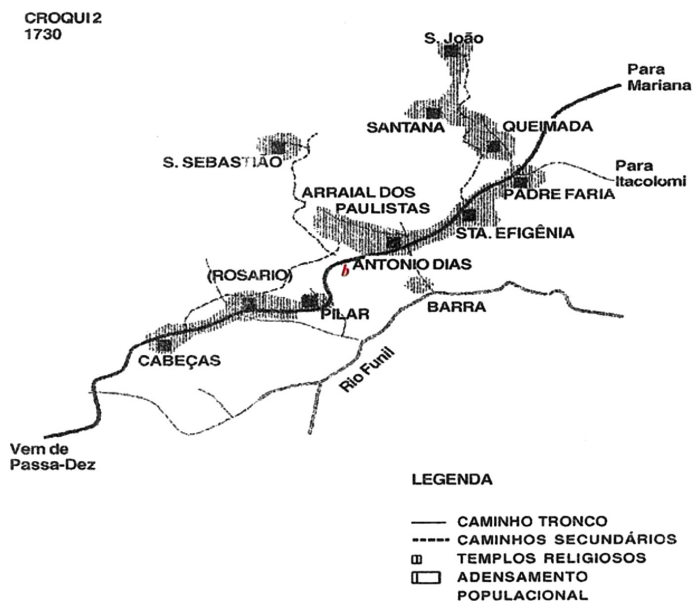 CROQUI 2
1730
S. João
Para
Mariana
SANTANA
QUEIMADA
S. SEBASTIÃO
Para
Itacolomi
PADRE FARIA
ARRAIAL DOS
PAULISTAS
STA. EFIGÊNIA
b ANTONIO DIAS
(ROSARIO)
BARRA
PILAR
CABEÇAS
Rio Funil
Vem de
Passa-Dez
LEGENDA
CAMINHO TRONCO
CAMINHOS SECUNDÁRIOS
TEMPLOS RELIGIOSOS
ADENSAMENTO
POPULACIONAL